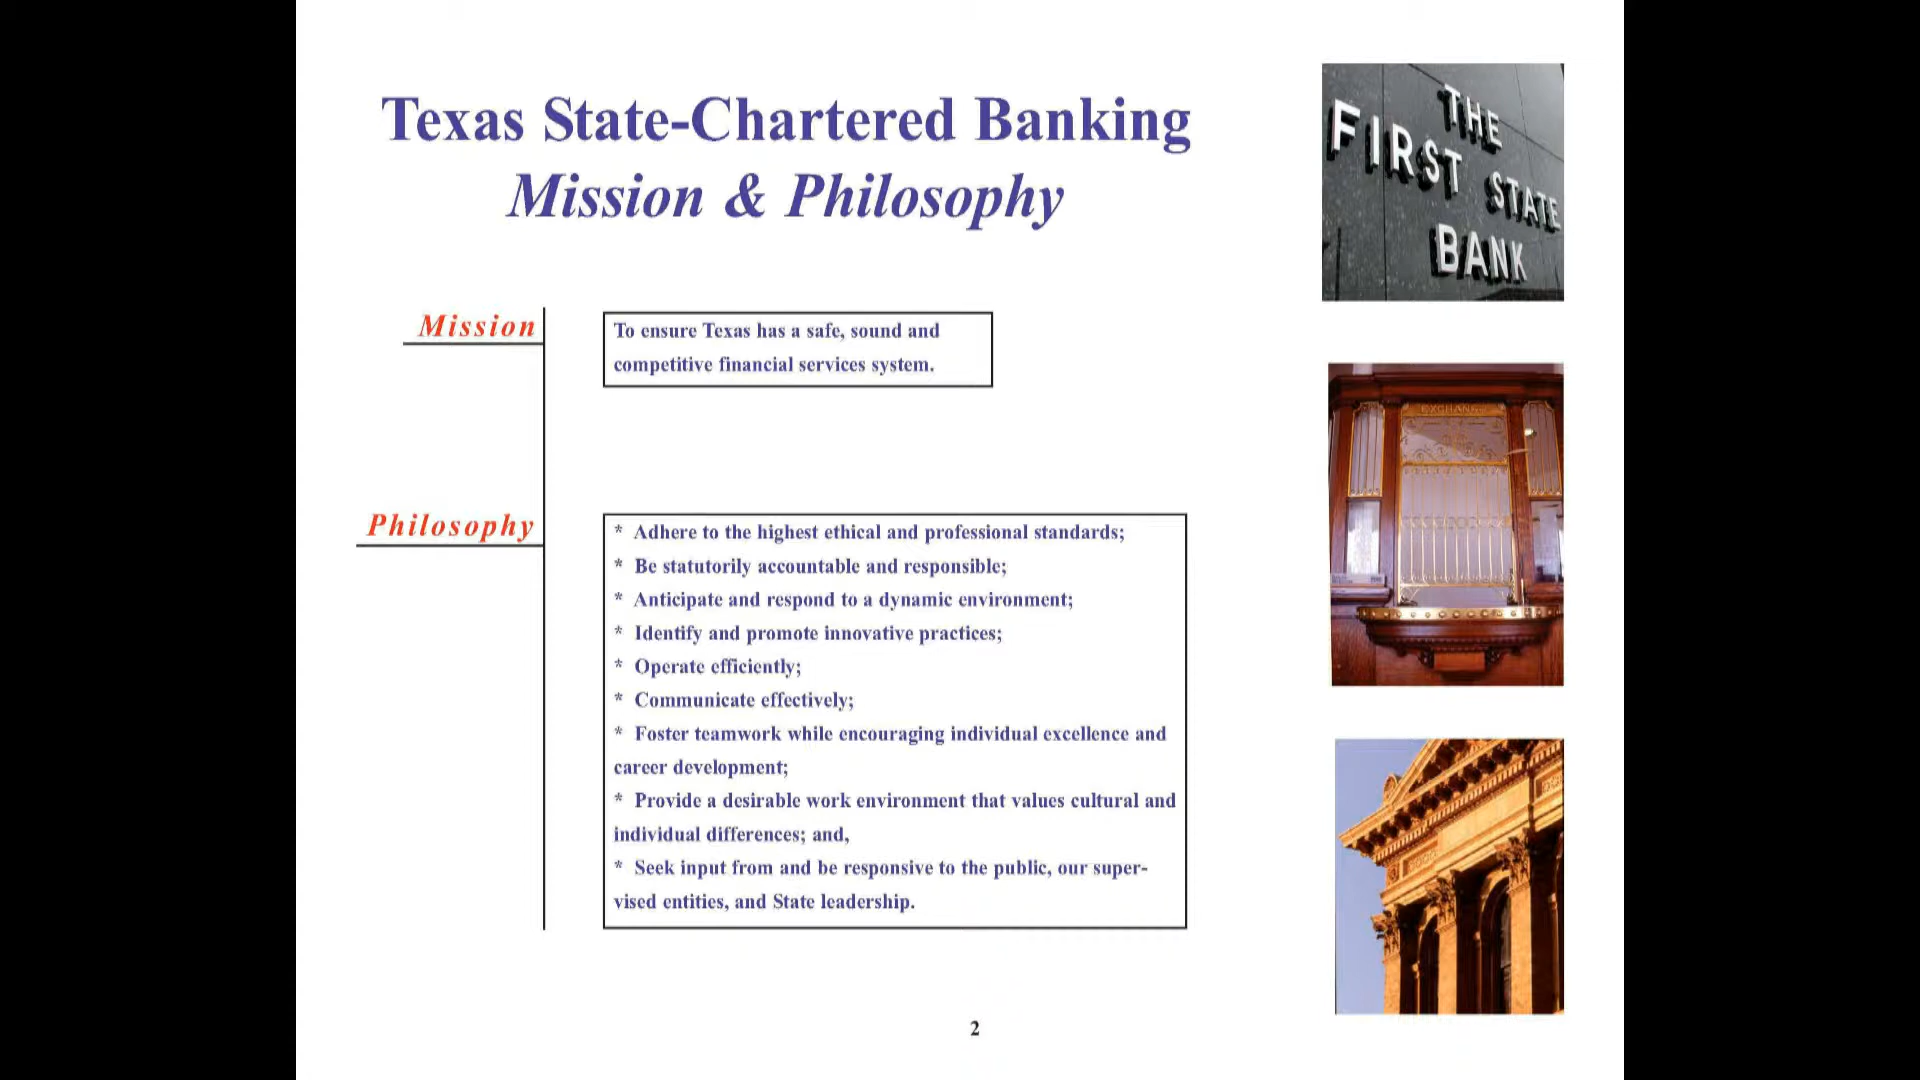 Texas State-Chartered Banking
Mission & Philosophy
THE
FIRST STATE
BANK
Mission
To ensure Texas has a safe, sound and
competitive financial services system.
EXCHANGE
Philosophy
* Adhere to the highest ethical and professional standards;
* Be statutorily accountable and responsible;
* Anticipate and respond to a dynamic environment;
* Identify and promote innovative practices;
* Operate efficiently;
* Communicate effectively;
* Foster teamwork while encouraging individual excellence and
career development;
* Provide a desirable work environment that values cultural and
individual differences; and,
* Seek input from and be responsive to the public, our super-
vised entities, and State leadership.
2